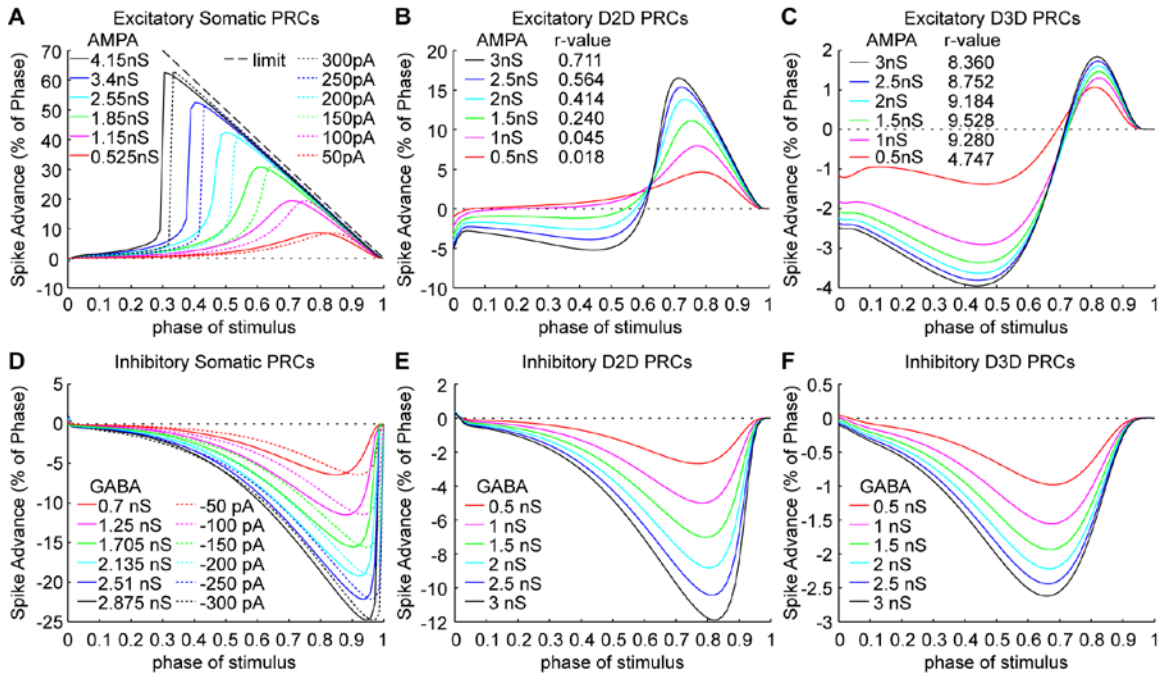 A Excitatory Somatic PRCs
AMPA
4.15nS
3.4nS
2.55nS
1.85nS
1.15nS
0.525nS
limit
300pA
250pA
200pA
150pA
100pA
50pA
Spike Advance (% of Phase)
70
60
50
40
30
20
10
0
-10
0 0.1 0.2 0.3 0.4 0.5 0.6 0.7 0.8 0.9 1
phase of stimulus
B Excitatory D2D PRCs
AMPA r-value
3nS 0.711
2.5nS 0.564
2nS 0.414
1.5nS 0.240
1nS 0.045
0.5nS 0.018
Spike Advance (% of Phase)
20
15
10
5
0
-5
10
0 0.1 0.2 0.3 0.4 0.5 0.6 0.7 0.8 0.9 1
phase of stimulus
C Excitatory D3D PRCs
AMPA r-value
3nS 8.360
2.5nS 8.752
2nS 9.184
1.5nS 9.528
1nS 9.280
0.5nS 4.747
Spike Advance (% of Phase)
2
1
0
-1
-2
-3
-4
0 0.1 0.2 0.3 0.4 0.5 0.6 0.7 0.8 0.9 1
phase of stimulus
D Inhibitory Somatic PRCs
GABA
0.7 nS -50 pA
1.25 nS -100 pA
1.705 nS -150 pA
2.135 nS -200 pA
2.51 nS -250 pA
2.875 nS -300 pA
Spike Advance (% of Phase)
5
0
-5
-10
-15
-20
-25
0 0.1 0.2 0.3 0.4 0.5 0.6 0.7 0.8 0.9 1
phase of stimulus
E Inhibitory D2D PRCs
GABA
0.5 nS
1 nS
1.5 nS
2 nS
2.5 nS
3 nS
Spike Advance (% of Phase)
2
0
-2
-4
-6
-8
-10
-12
0 0.1 0.2 0.3 0.4 0.5 0.6 0.7 0.8 0.9 1
phase of stimulus
F Inhibitory D3D PRCs
GABA
0.5 nS
1 nS
1.5 nS
2 nS
2.5 nS
3 nS
Spike Advance (% of Phase)
0.5
0
-0.5
-1
-1.5
-2
-2.5
-3
0 0.1 0.2 0.3 0.4 0.5 0.6 0.7 0.8 0.9 1
phase of stimulus